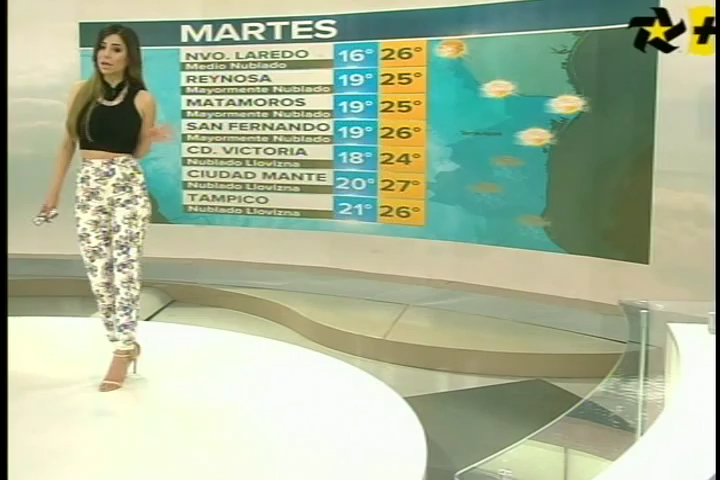 MARTES
NVO. LAREDO 16° 26°
Medio Nublado
REYNOSA 19° 25°
Mayormente Nublado
MATAMOROS 19° 25°
Mayormente Nublado
SAN FERNANDO 19° 26°
Mayormente Nublado
CD. VICTORIA 18° 24°
Nublado Llovizna
CIUDAD MANTE 20° 27°
Nublado Llovizna
TAMPICO 21° 26°
Nublado Llovizna